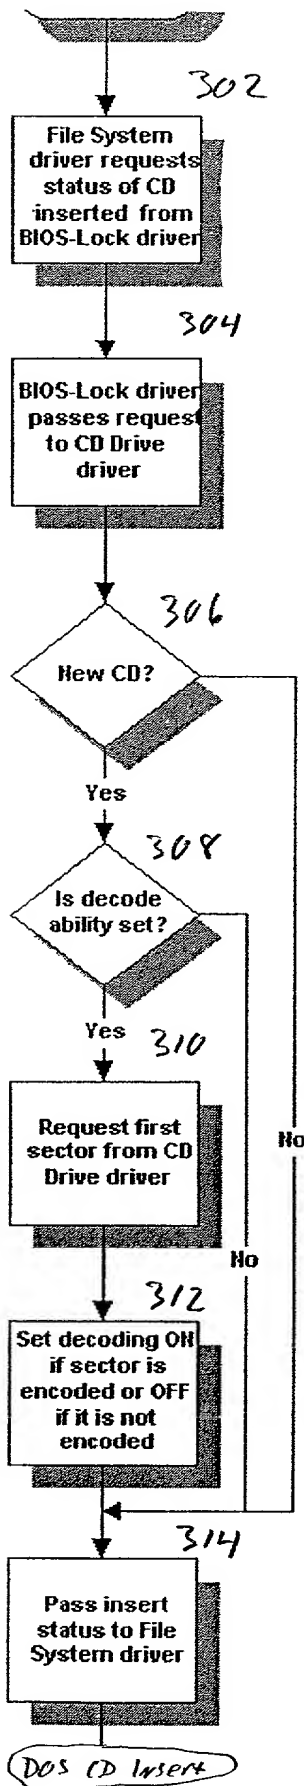 302
File System
driver requests
status of CD
inserted from
BIOS-Lock driver
304
BIOS-Lock driver
passes request
to CD Drive
driver
306
New CD?
Yes
308
Is decode
ability set?
Yes
310
Request first
sector from CD
Drive driver
No
No
312
Set decoding ON
if sector is
encoded or OFF
if it is not
encoded
314
Pass insert
status to File
System driver
DOS CD Insert